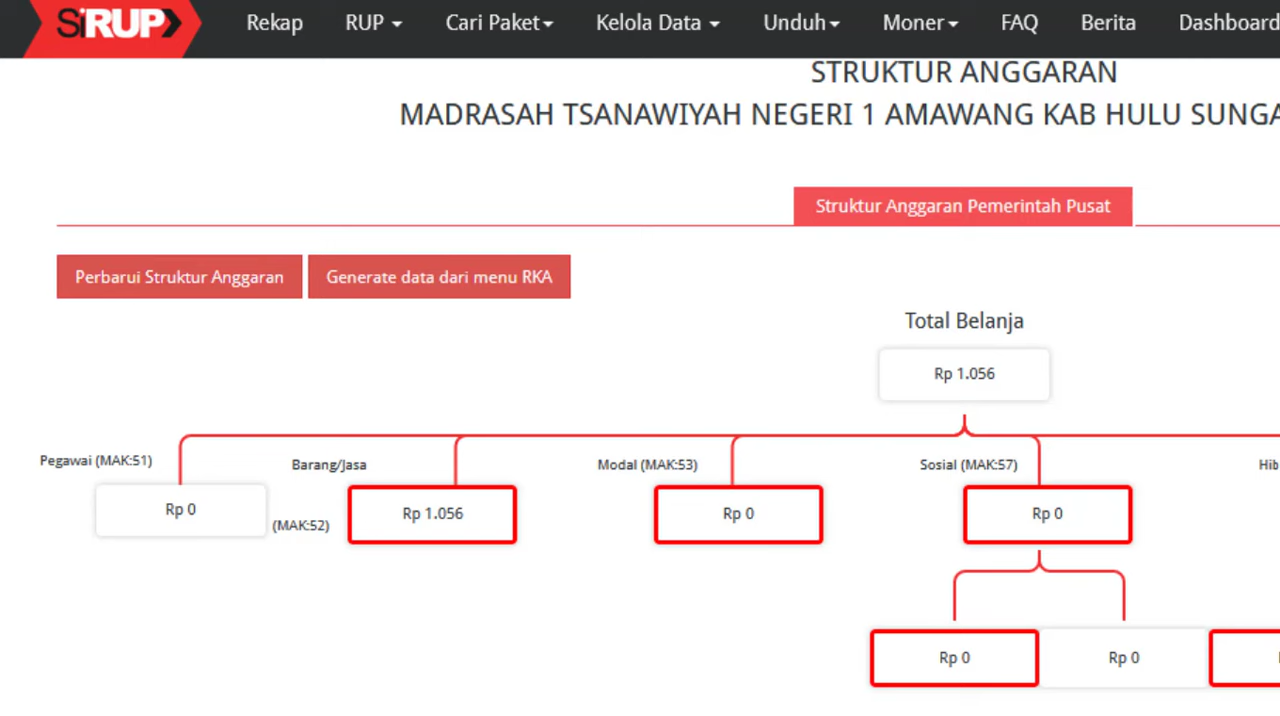 SiRUP Rekap RUP Cari Paket Kelola Data Unduh Moner FAQ Berita Dashboard
STRUKTUR ANGGARAN
MADRASAH TSANAWIYAH NEGERI 1 AMAWANG KAB HULU SUNGA
Struktur Anggaran Pemerintah Pusat
Perbarui Struktur Anggaran Generate data dari menu RKA
Total Belanja
Rp 1.056
Pegawai (MAK:51) Barang/Jasa Modal (MAK:53) Sosial (MAK:57) Hib
Rp 0 (MAK:52) Rp 1.056 Rp 0 Rp 0
Rp 0 Rp 0